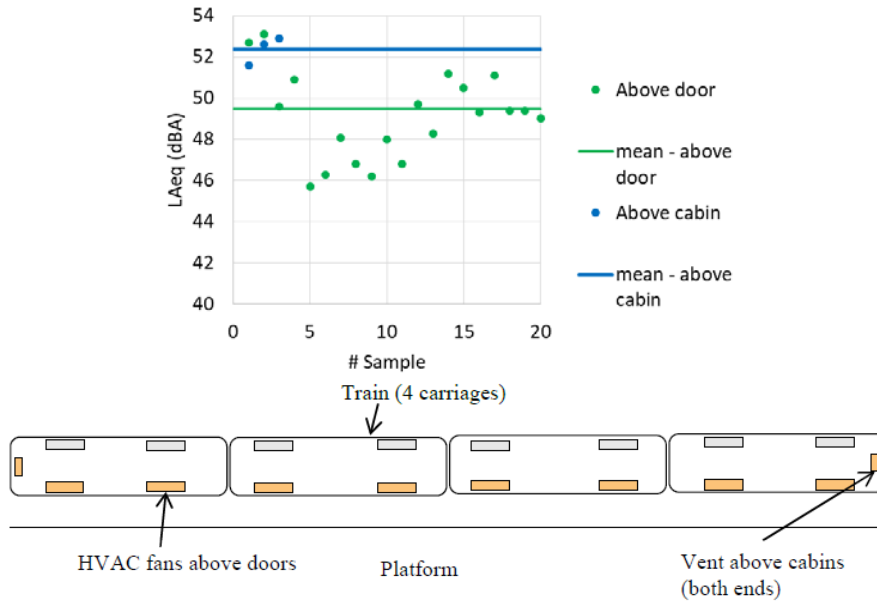 54
52
50
48
46
44
42
40
LAeq (dBA)
0
5
10
15
20
# Sample
Above door
mean - above
door
Above cabin
mean - above
cabin
Train (4 carriages)
HVAC fans above doors
Platform
Vent above cabins
(both ends)